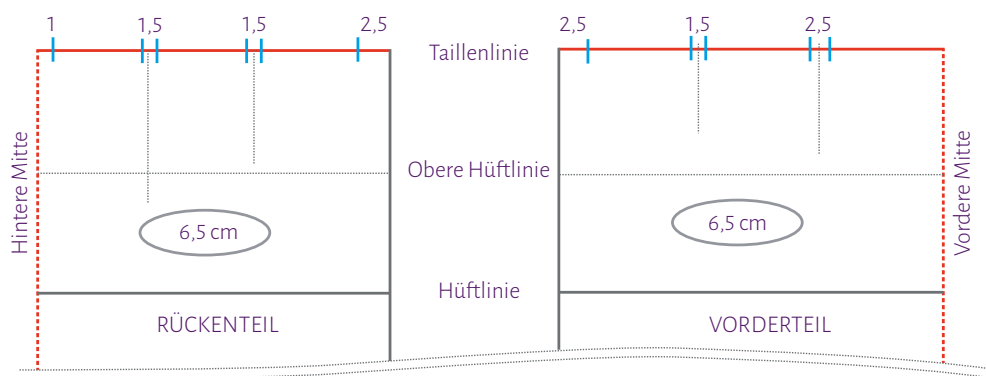 1 1,5 1,5 2,5
2,5 1,5 2,5
Taillenlinie
Hintere Mitte
Obere Hüftlinie
Vordere Mitte
6,5 cm
6,5 cm
Hüftlinie
RÜCKENTEIL
VORDERTEIL